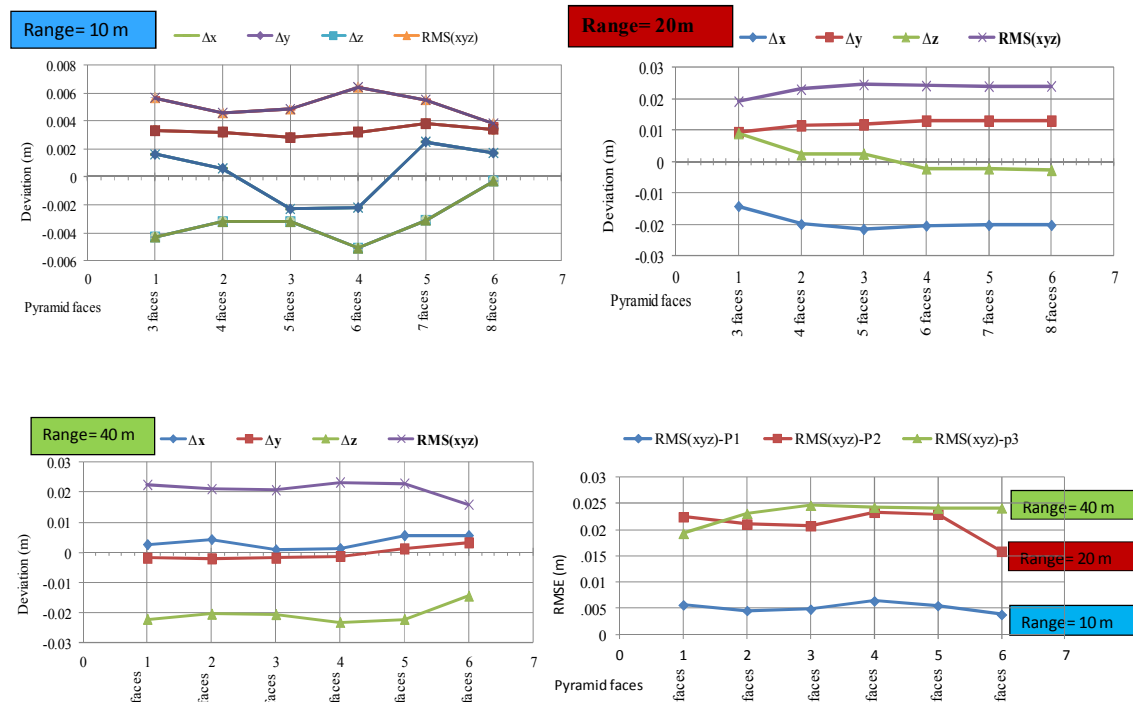 Range= 10 m
Δx Δy Δz RMS(xyz)
0.008
0.006
0.004
0.002
0
-0.002
-0.004
-0.006
Deviation (m)
0 1 2 3 4 5 6 7
3 faces 4 faces 5 faces 6 faces 7 faces 8 faces
Pyramid faces
Range= 20m
Δx Δy Δz RMS(xyz)
0.03
0.02
0.01
0
-0.01
-0.02
-0.03
Deviation (m)
0 1 2 3 4 5 6 7
3 faces 4 faces 5 faces 6 faces 7 faces 8 faces
Pyramid faces
Range= 40 m
Δx Δy Δz RMS(xyz)
0.03
0.02
0.01
0
-0.01
-0.02
-0.03
Deviation (m)
0 1 2 3 4 5 6 7
faces faces faces faces faces faces
RMS(xyz)-P1 RMS(xyz)-P2 RMS(xyz)-p3
0.03
0.025
0.02
0.015
0.01
0.005
0
RMSE (m)
Range= 40 m
Range= 20 m
Range= 10 m
0 1 2 3 4 5 6 7
faces faces faces faces faces faces
Pyramid faces